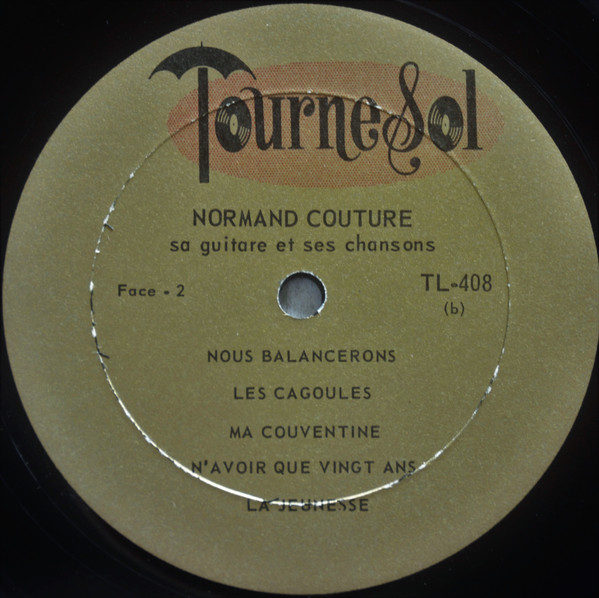 TourneSol
NORMAND COUTURE
sa guitare et ses chansons
Face - 2
TL-408
(b)
NOUS BALANCERONS
LES CAGOULES
MA COUVENTINE
N'AVOIR QUE VINGT ANS
LA JEUNESSE